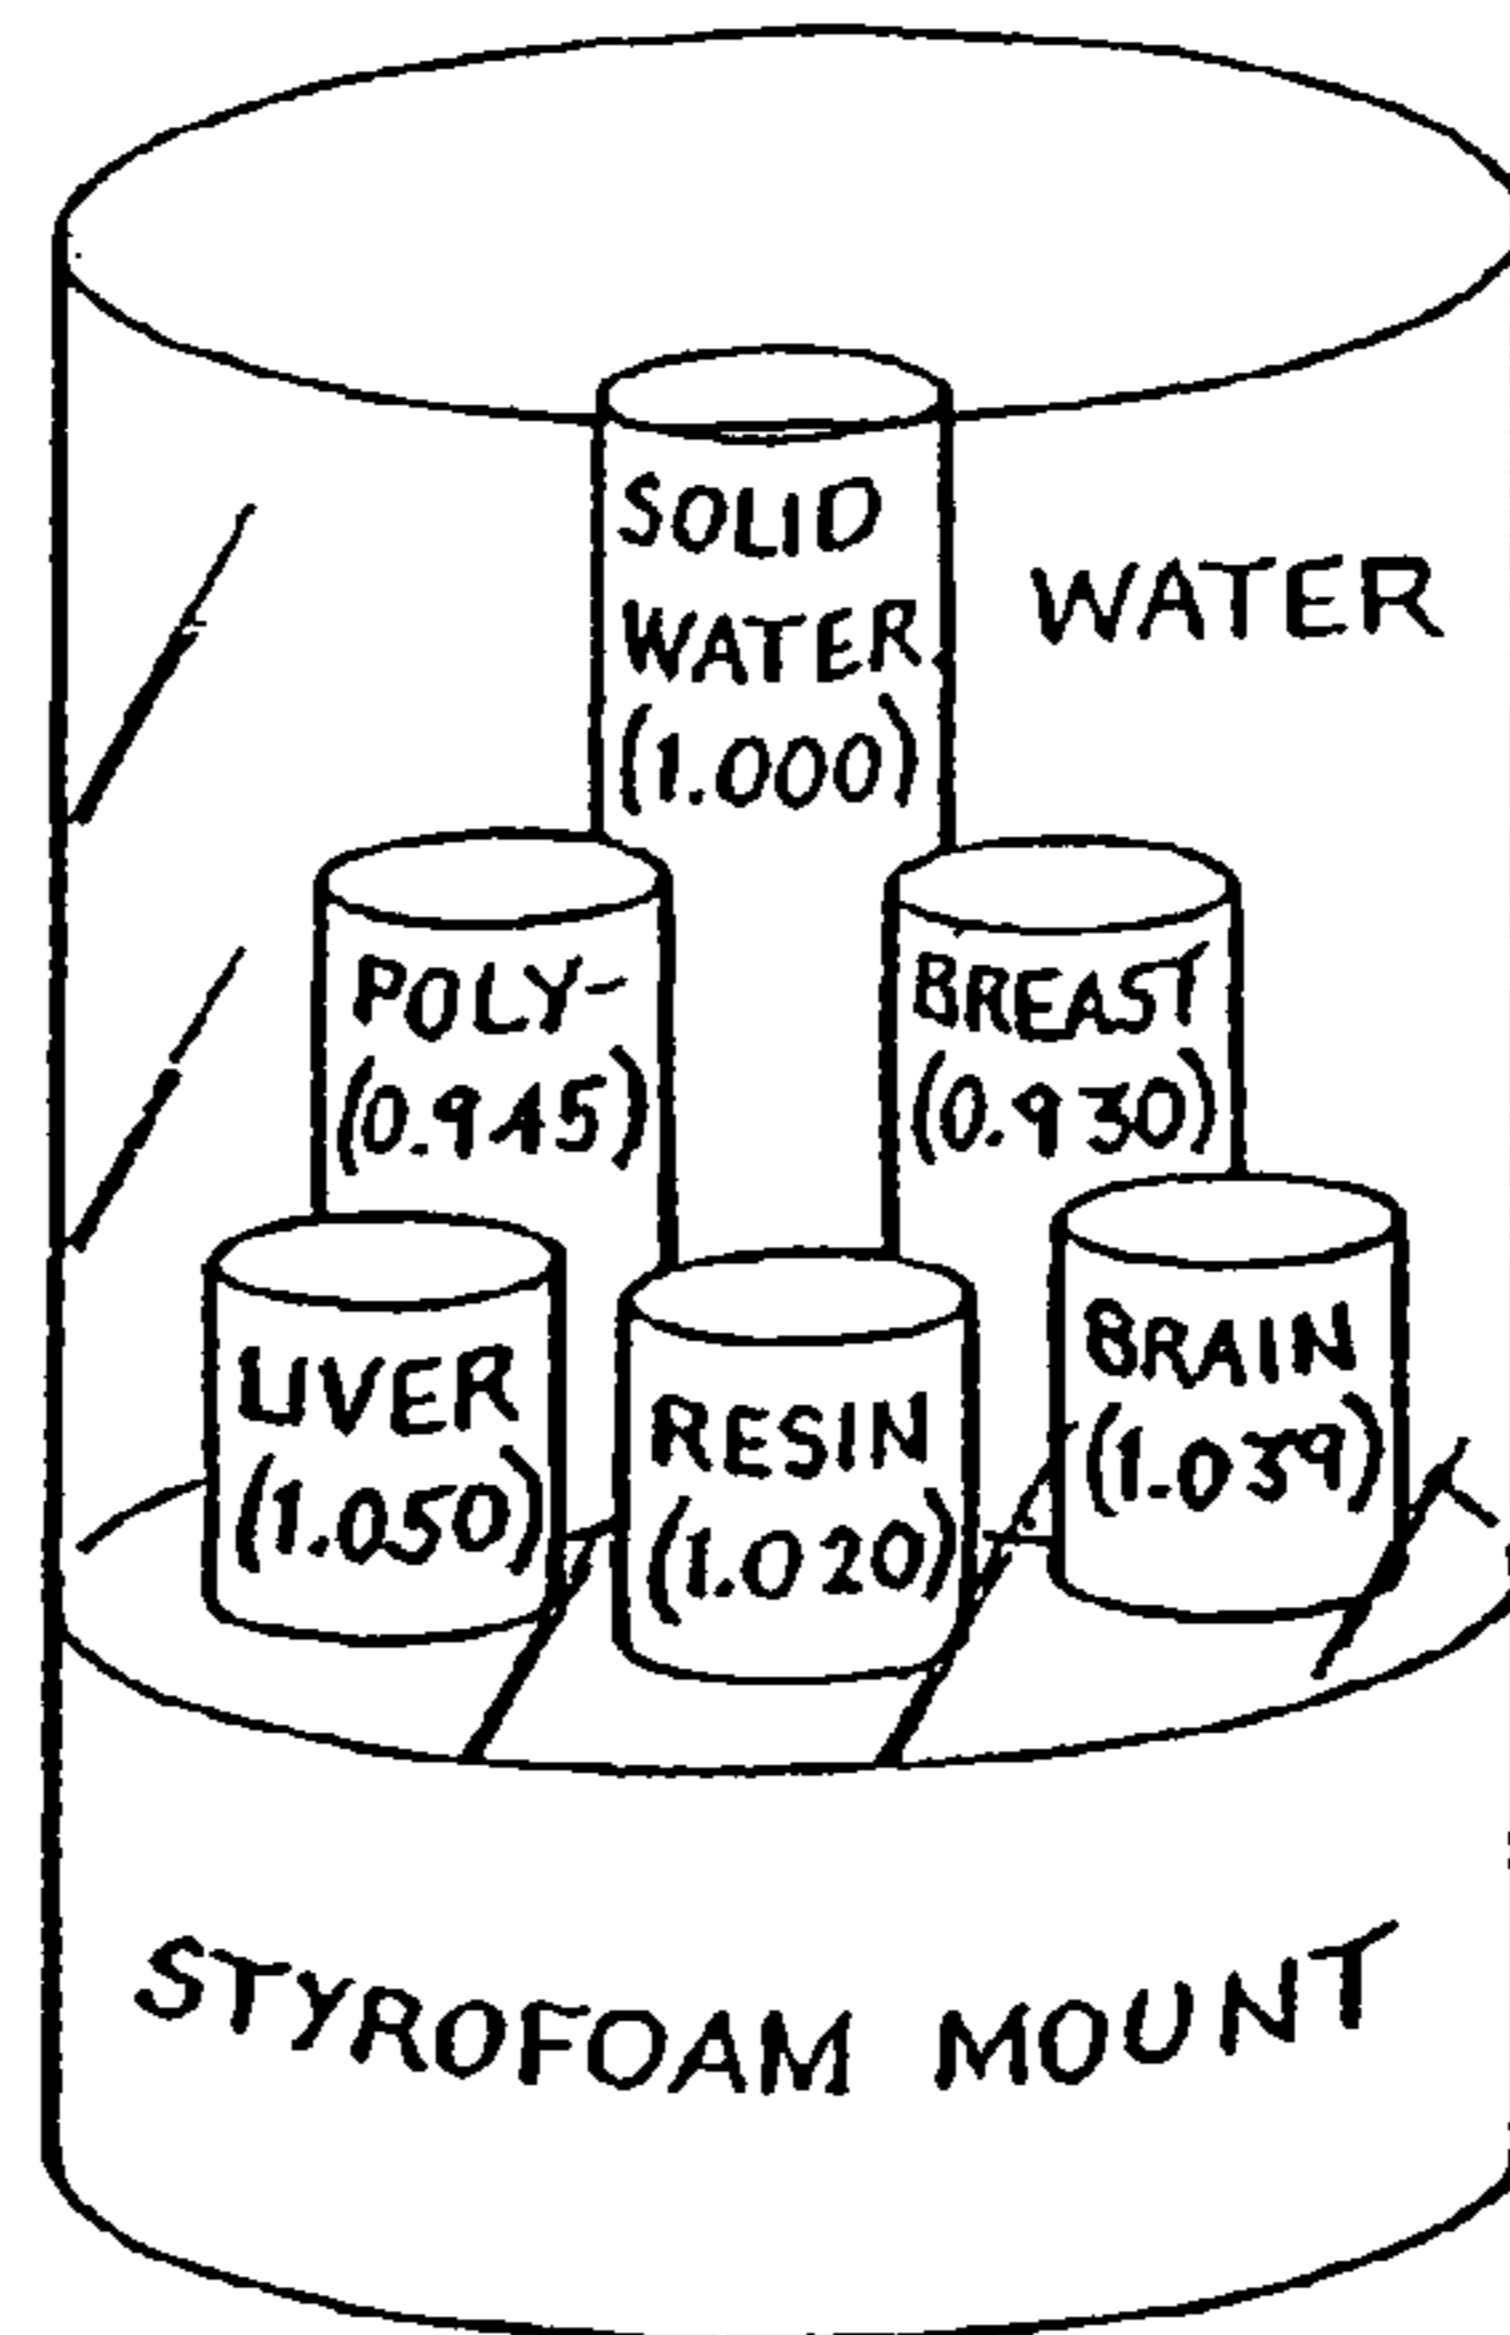 SOLID
WATER
(1.000)
WATER
POLY-
(0.945)
BREAST
(0.930)
LIVER
(1.050)
RESIN
(1.020)
BRAIN
(1.039)
STYROFOAM MOUNT